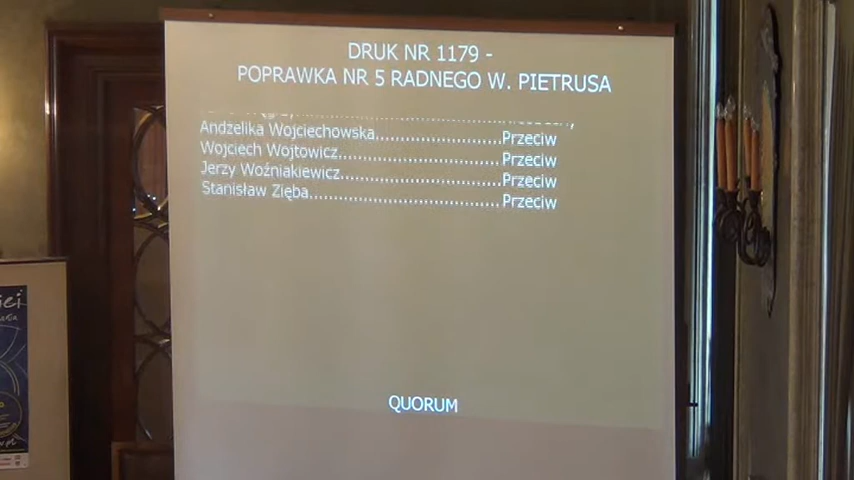 DRUK NR 1179 -
POPRAWKA NR 5 RADNEGO W. PIETRUSA
Andżelika Wojciechowska..........................Przeciw
Wojciech Wojtowicz..................................Przeciw
Jerzy Woźniakiewicz.................................Przeciw
Stanisław Zięba.......................................Przeciw
QUORUM